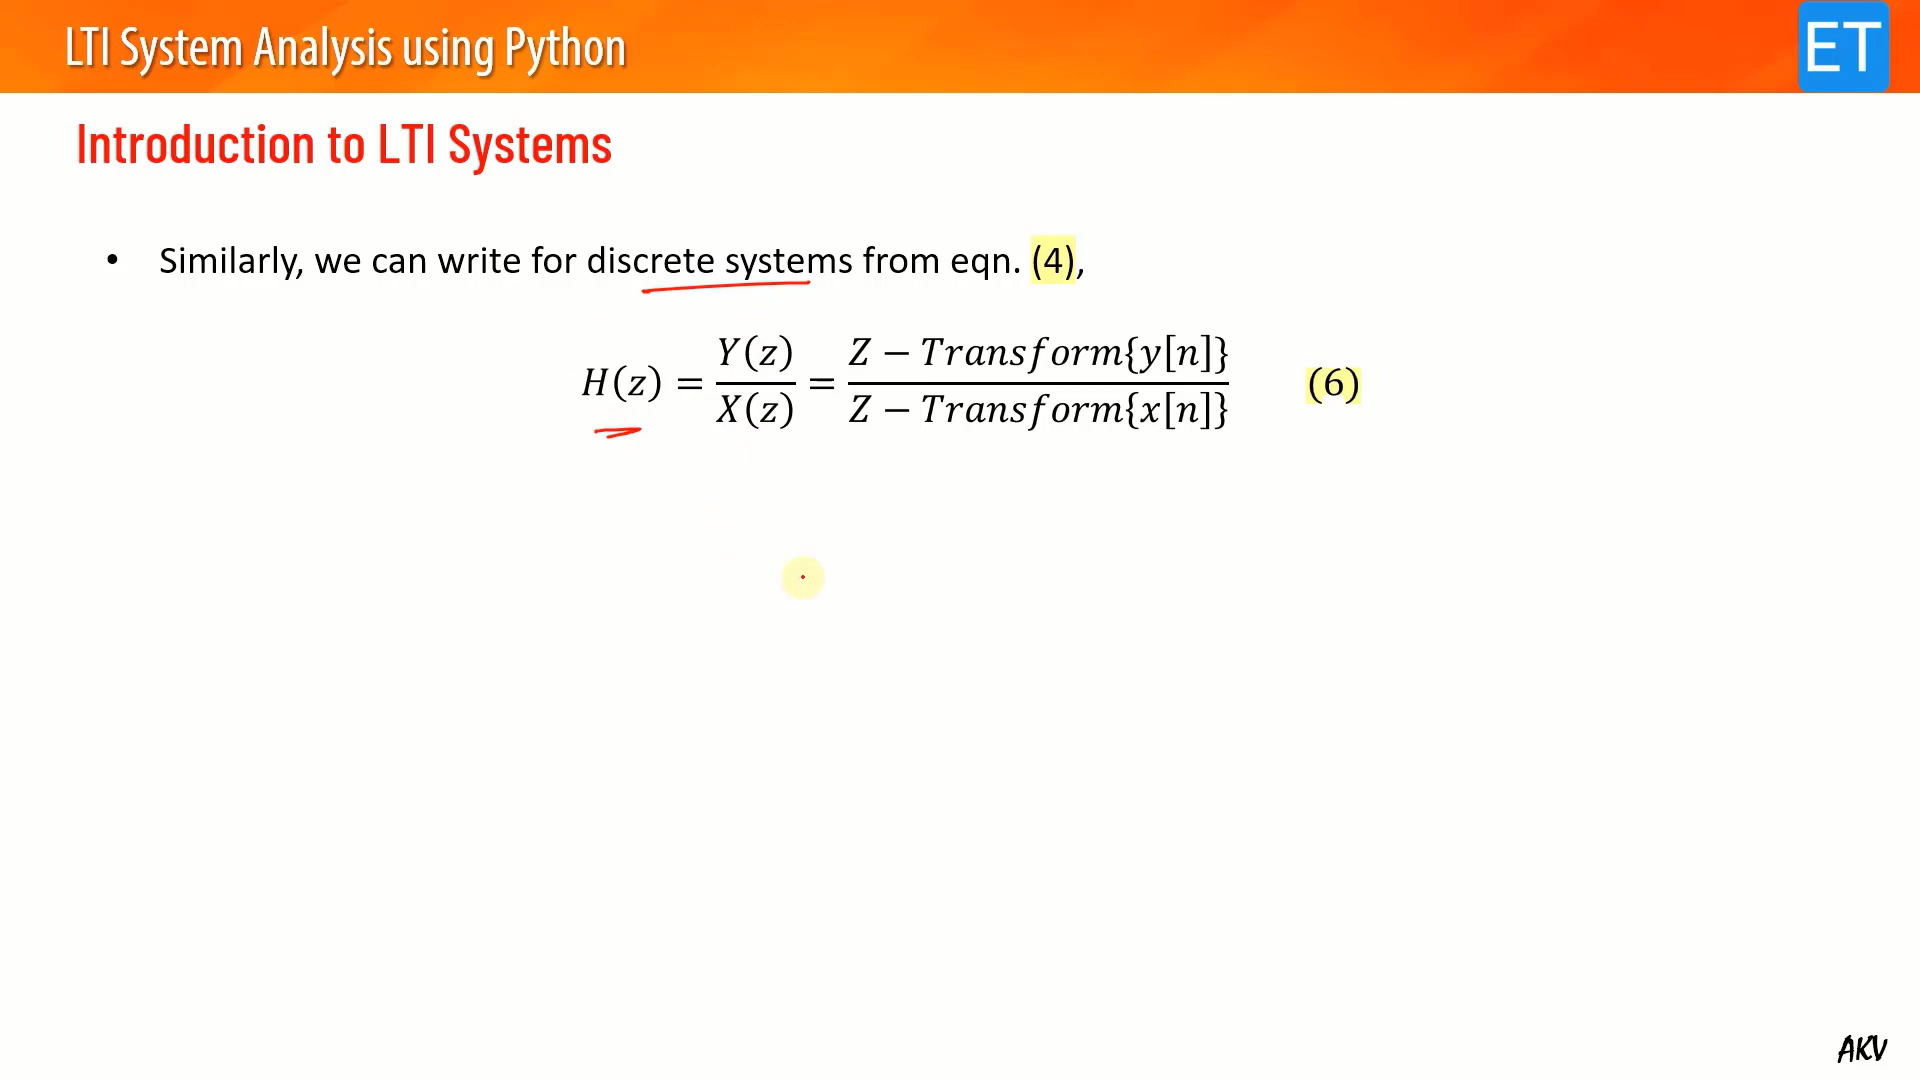 LTI System Analysis using Python
ET
Introduction to LTI Systems
• Similarly, we can write for discrete systems from eqn. (4),
H(z) = Y(z)/X(z) = Z − Transform{y[n]}/Z − Transform{x[n]} (6)
AKV